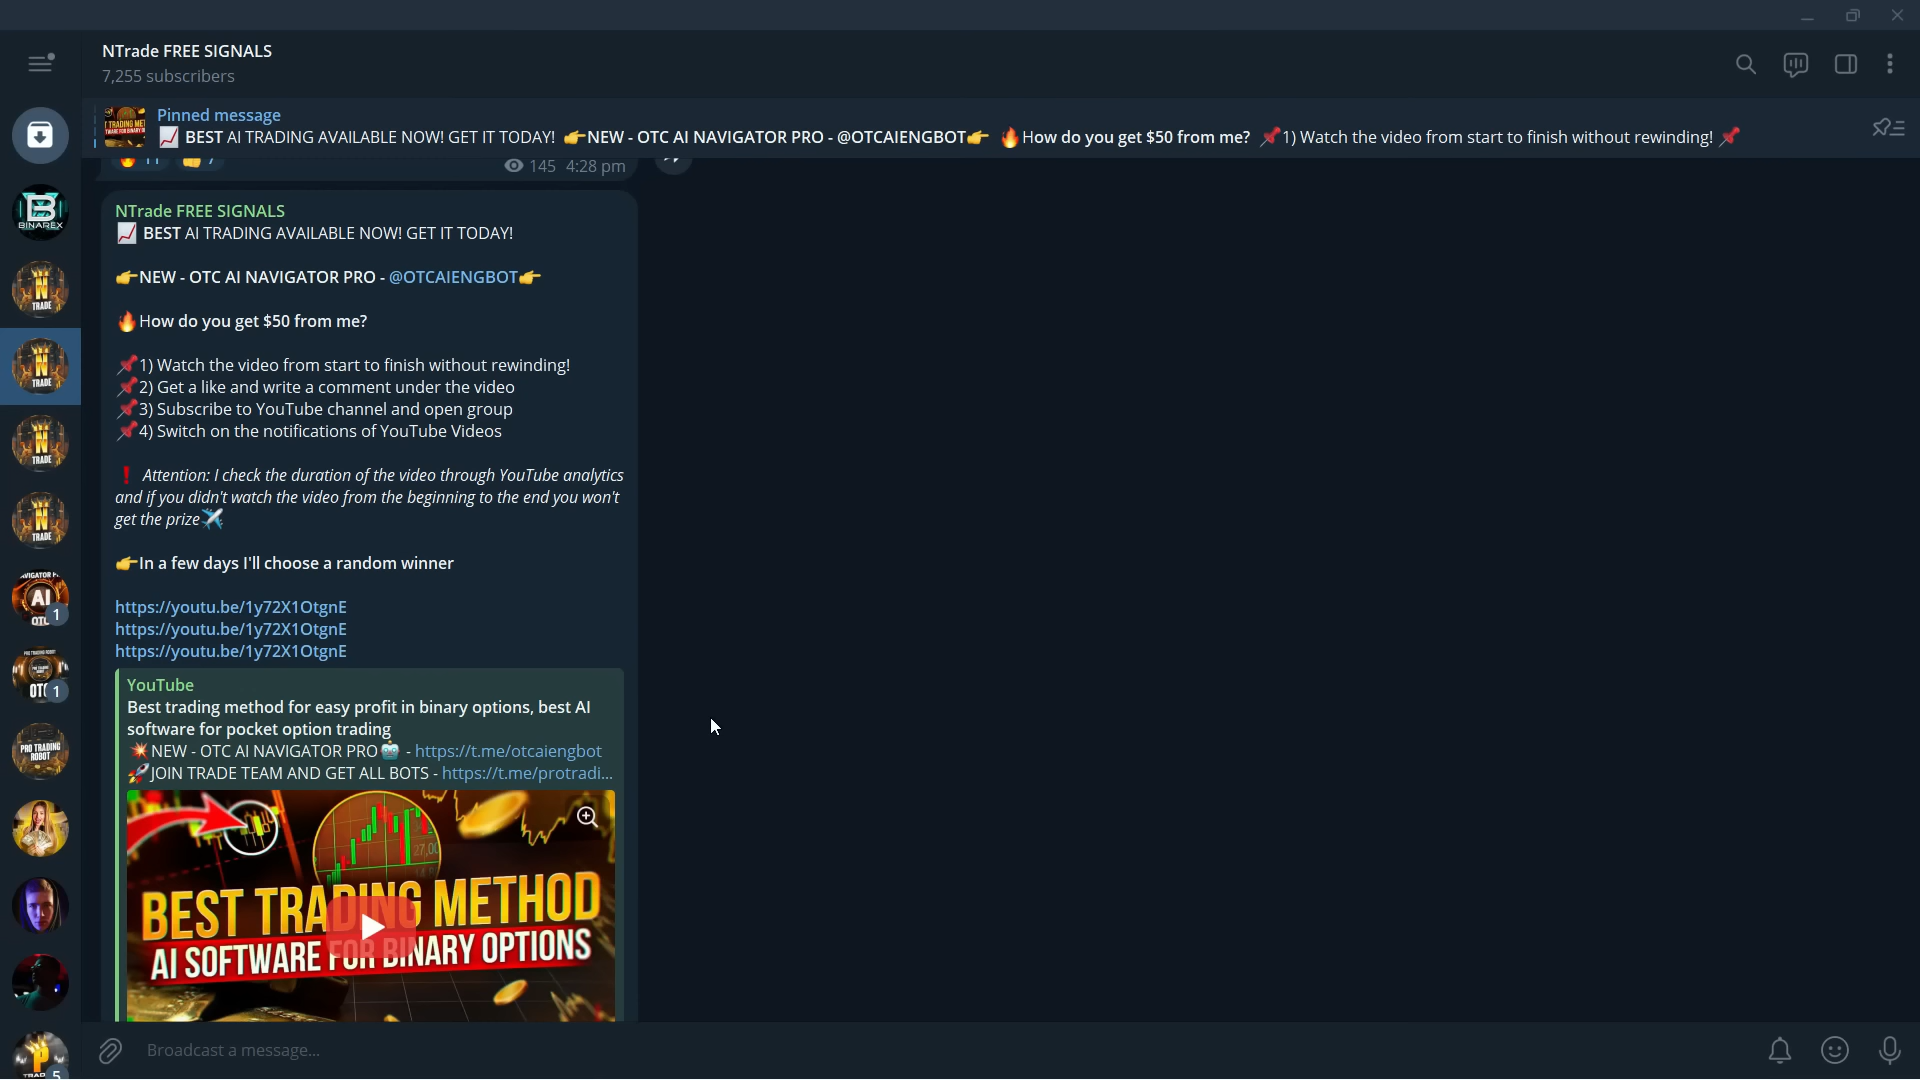 NTrade FREE SIGNALS
7,255 subscribers
Pinned message
📈 BEST AI TRADING AVAILABLE NOW! GET IT TODAY! 👉NEW - OTC AI NAVIGATOR PRO - @OTCAIENGBOT👉 🔥How do you get $50 from me? 📌1) Watch the video from start to finish without rewinding! 📌
145 4:28 pm
NTrade FREE SIGNALS
📈 BEST AI TRADING AVAILABLE NOW! GET IT TODAY!
👉NEW - OTC AI NAVIGATOR PRO - @OTCAIENGBOT👉
🔥How do you get $50 from me?
📌1) Watch the video from start to finish without rewinding!
📌2) Get a like and write a comment under the video
📌3) Subscribe to YouTube channel and open group
📌4) Switch on the notifications of YouTube Videos
❗ Attention: I check the duration of the video through YouTube analytics
and if you didn't watch the video from the beginning to the end you won't
get the prize✈️
👉In a few days I'll choose a random winner
https://youtu.be/1y72X1OtgnE
https://youtu.be/1y72X1OtgnE
https://youtu.be/1y72X1OtgnE
YouTube
Best trading method for easy profit in binary options, best AI
software for pocket option trading
💥NEW - OTC AI NAVIGATOR PRO🤖 - https://t.me/otcaiengbot
🚀JOIN TRADE TEAM AND GET ALL BOTS - https://t.me/protradi...
BEST TRADING METHOD
AI SOFTWARE FOR BINARY OPTIONS
Broadcast a message...
BINAREX
N TRADE
N TRADE
N TRADE
N TRADE
AI
1
1
PRO TRADING
ROBOT
P
5